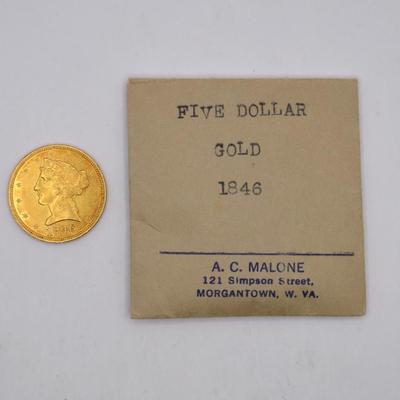 FIVE DOLLAR
GOLD
1846
A. C. MALONE
121 Simpson Street,
MORGANTOWN, W. VA.